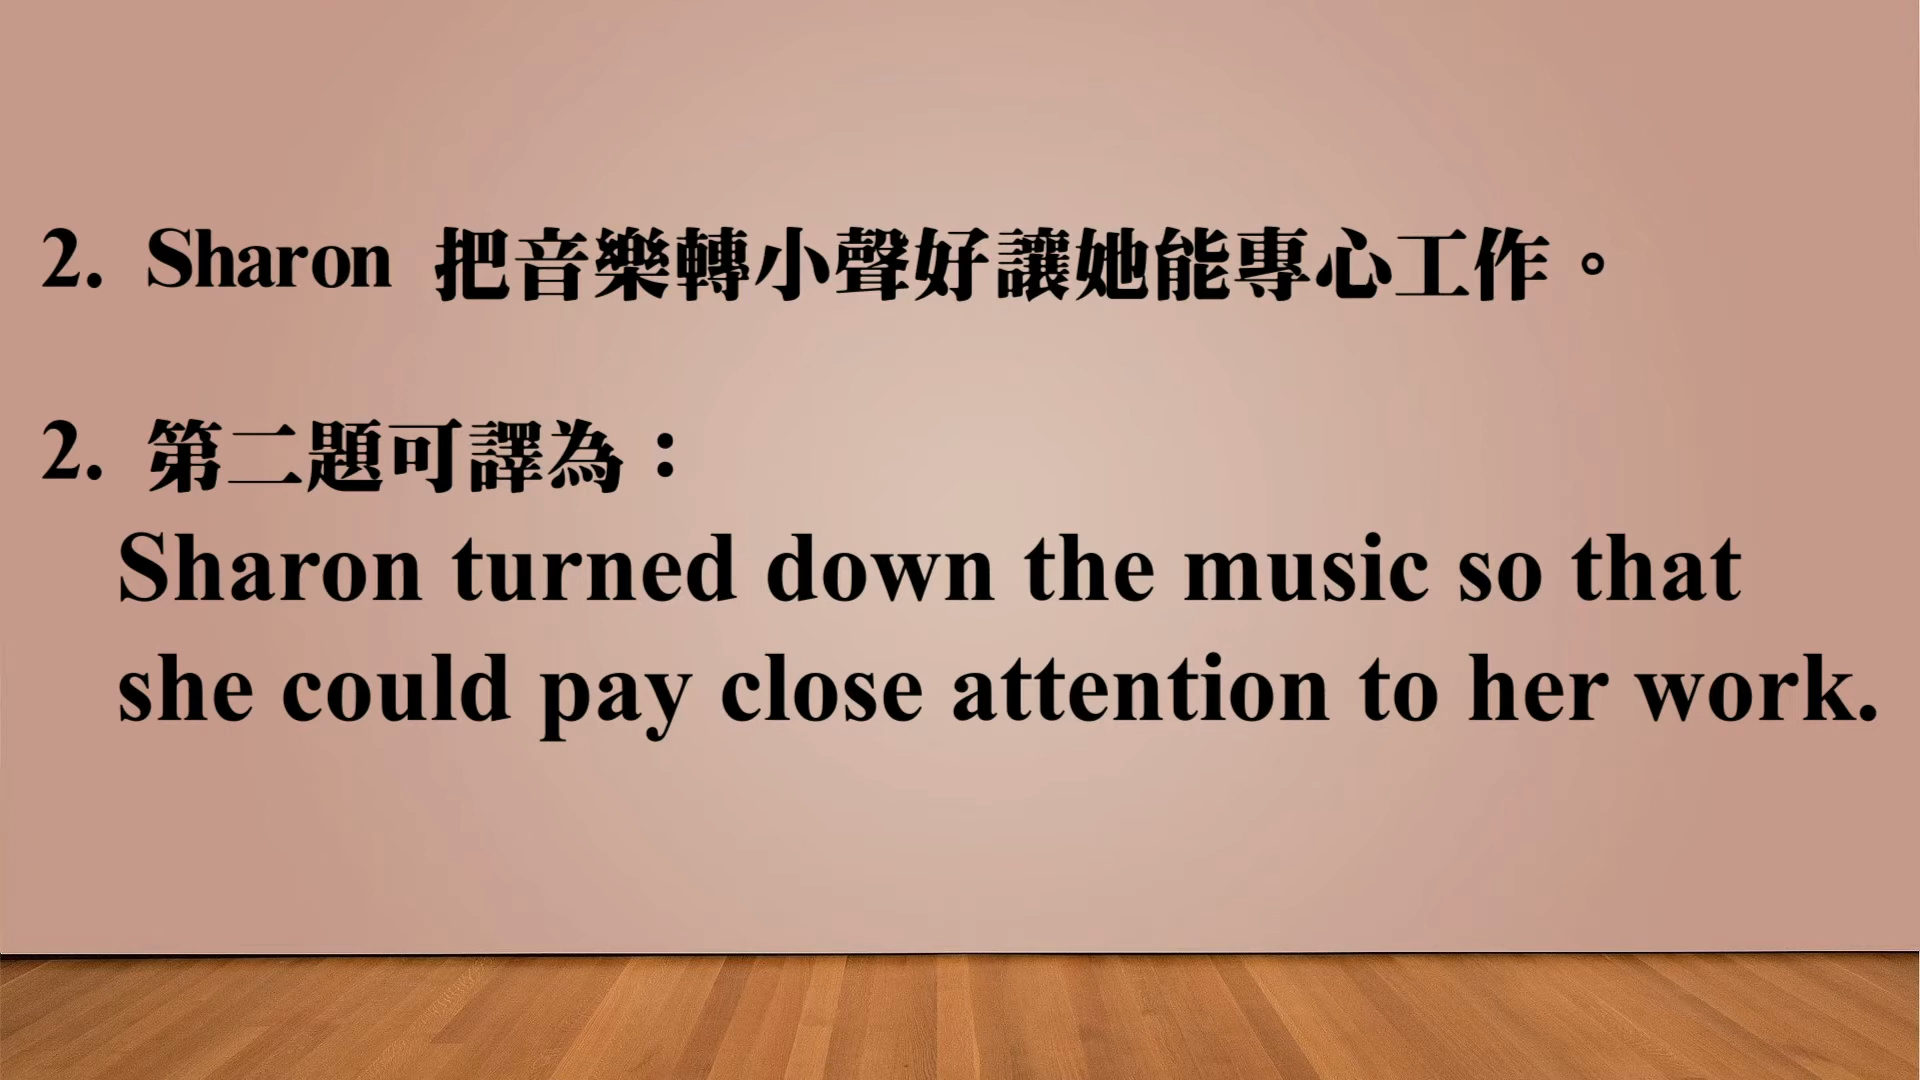 2. Sharon 把音樂轉小聲好讓她能專心工作。
2. 第二題可譯為：
Sharon turned down the music so that
she could pay close attention to her work.